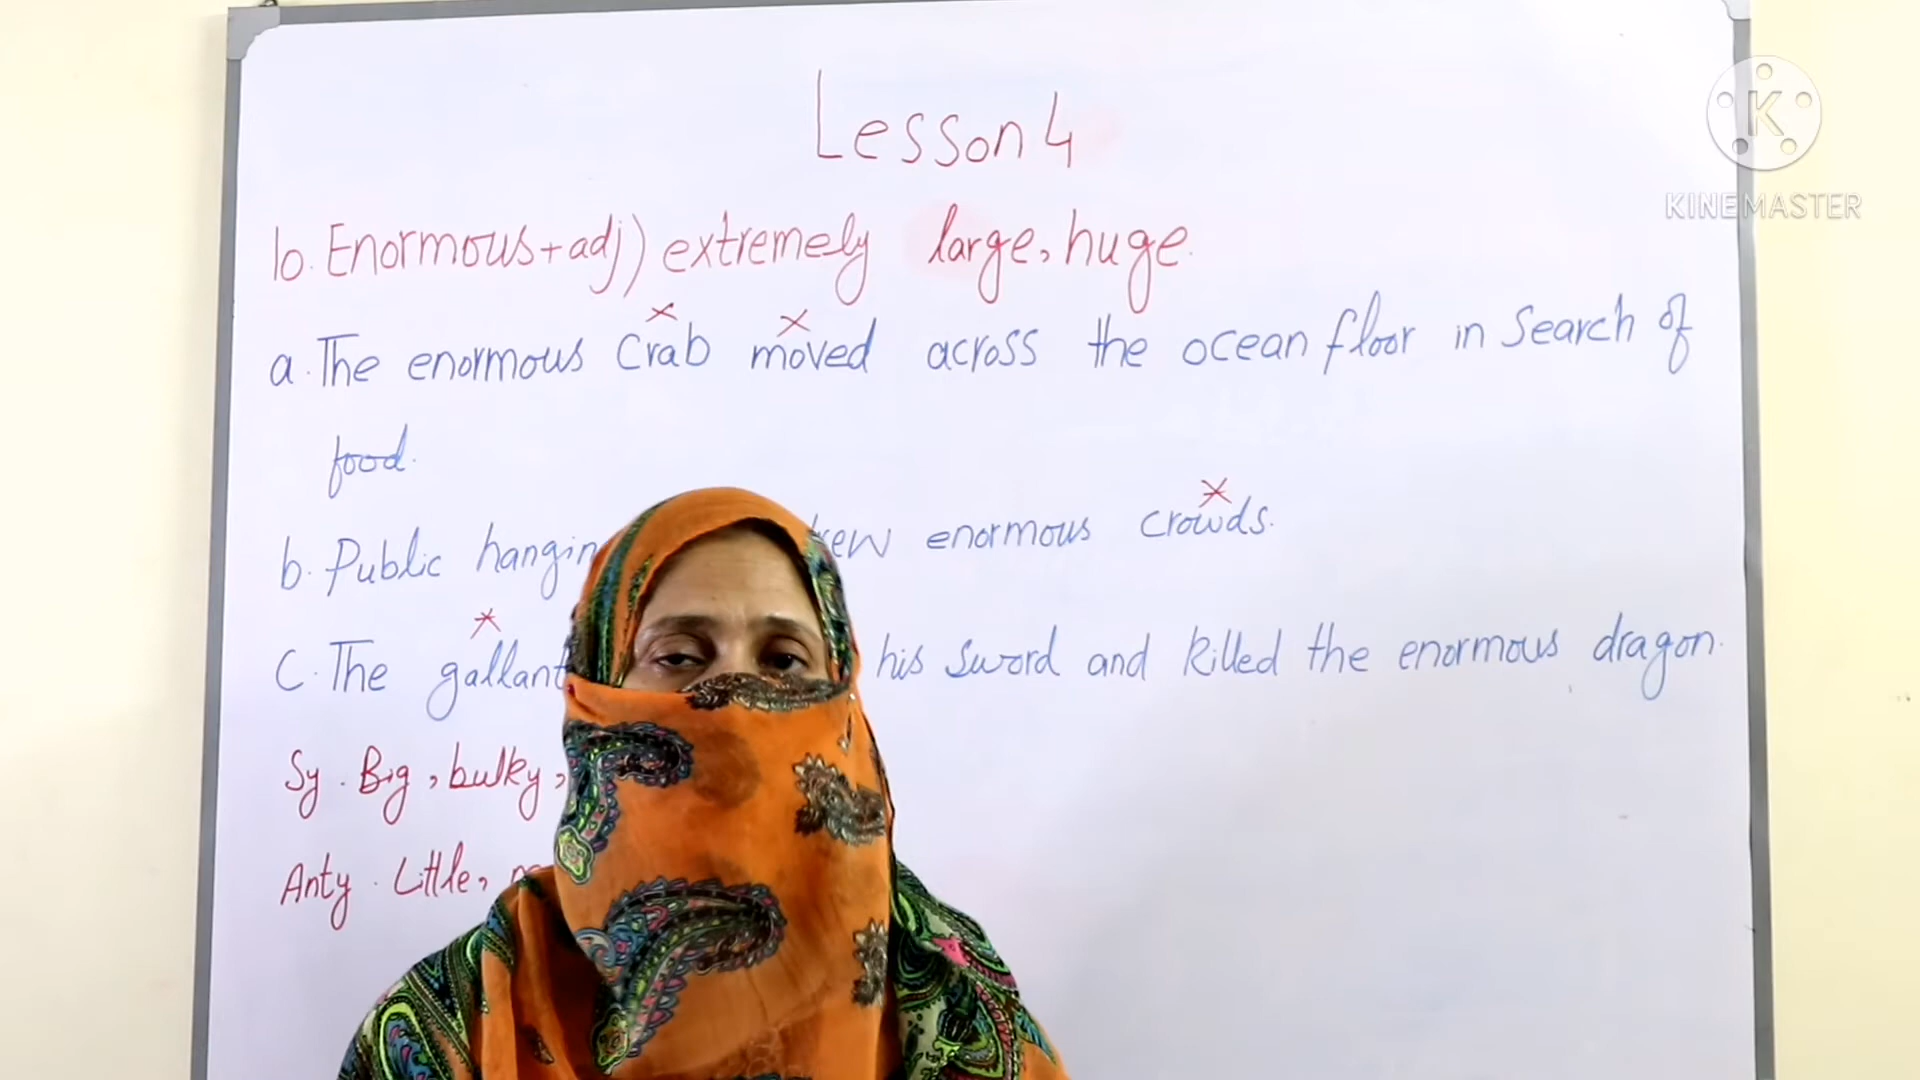 Lesson 4
10. Enormous + adj) extremely large, huge.
a. The enormous crab moved across the ocean floor in Search of
food.
b. Public enormous crowds.
C. The gallant his sword and killed the enormous dragon.
Sy. Big, bulky,
Anty. Little,
K
KINEMASTER